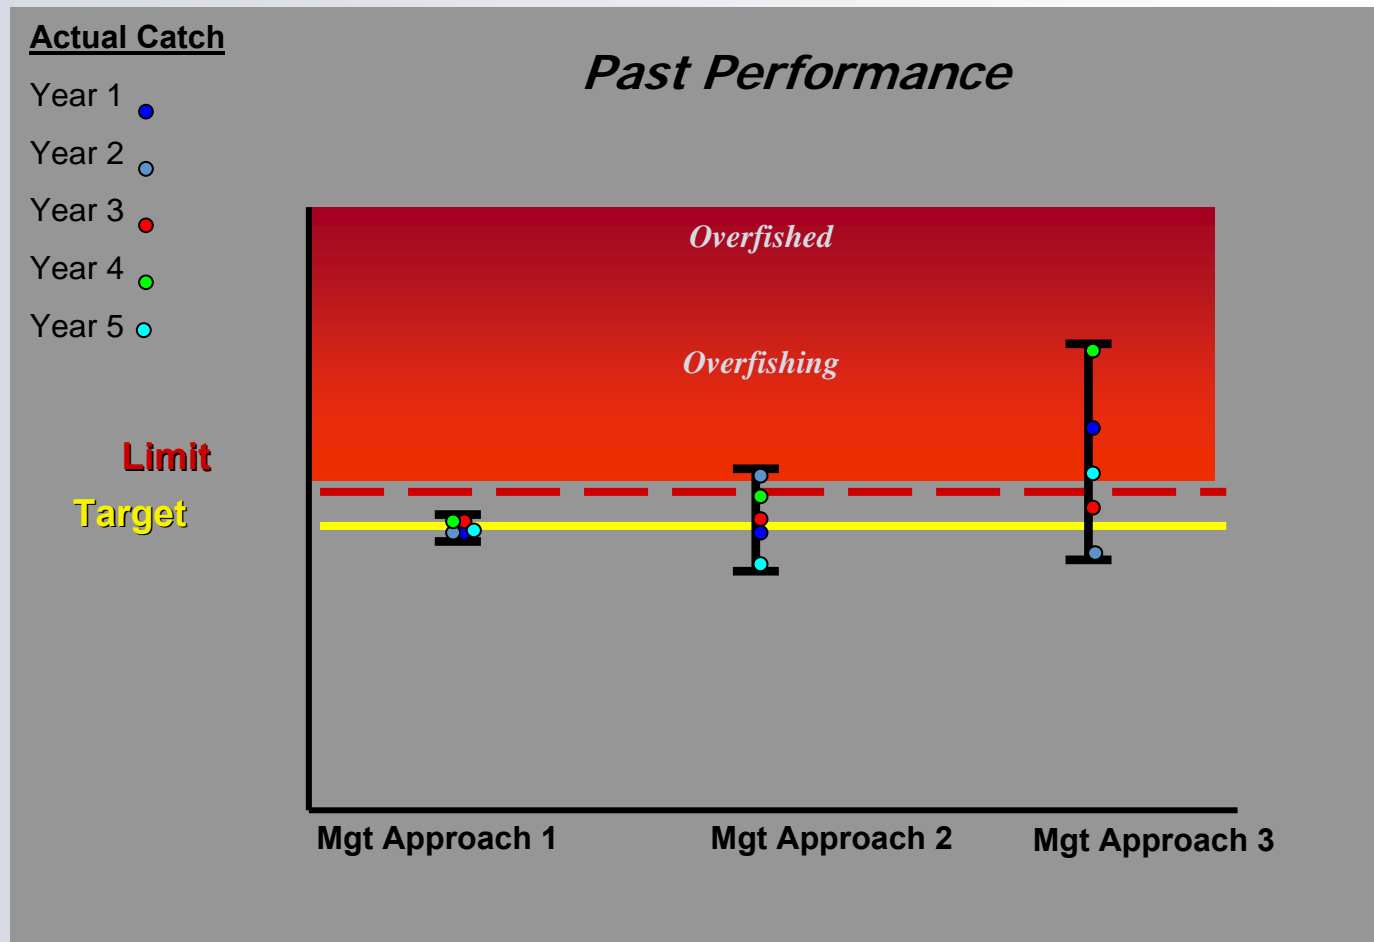 Actual Catch
Past Performance
Year 1
Year 2
Year 3
Year 4
Year 5
Overfished
Overfishing
Limit
Target
Mgt Approach 1
Mgt Approach 2
Mgt Approach 3